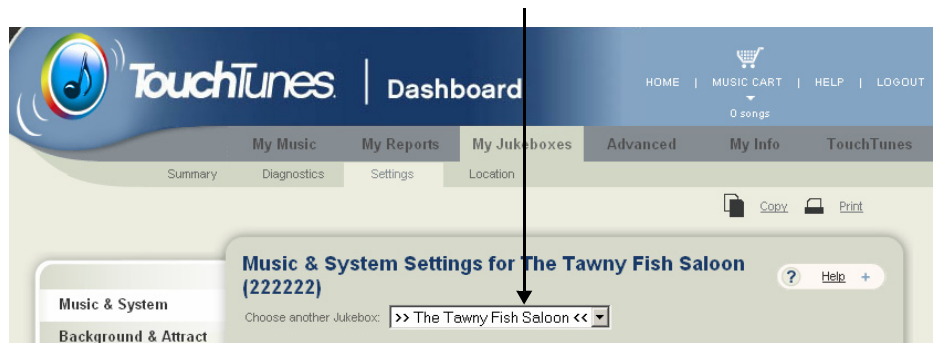 TouchTunes. | Dashboard
HOME | MUSIC CART | HELP | LOGOUT
0 songs
My Music My Reports My Jukeboxes Advanced My Info TouchTunes
Summary Diagnostics Settings Location
Copy Print
Music & System Settings for The Tawny Fish Saloon
(222222)
? Help +
Choose another Jukebox: >> The Tawny Fish Saloon <<
Music & System
Background & Attract